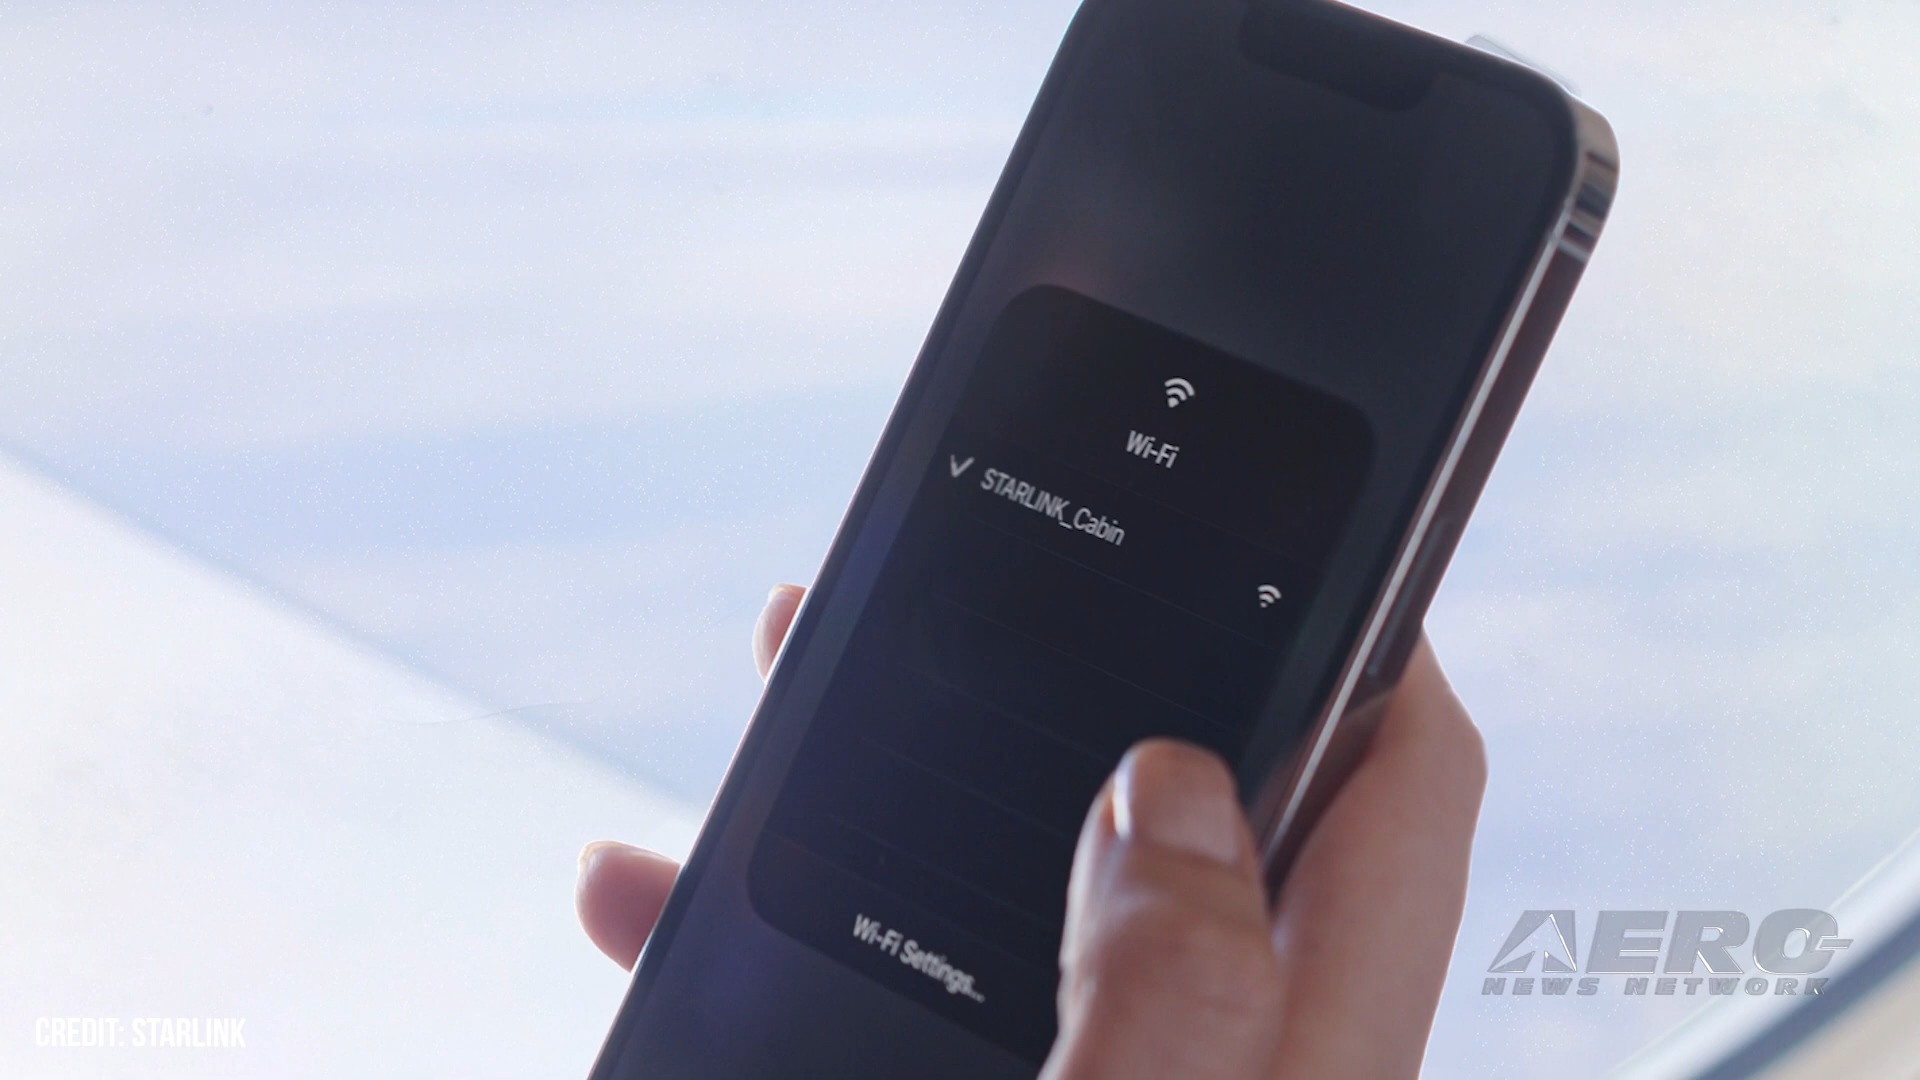 Wi-Fi
STARLINK_Cabin
Wi-Fi Settings...
AERO
NEWS NETWORK
CREDIT: STARLINK